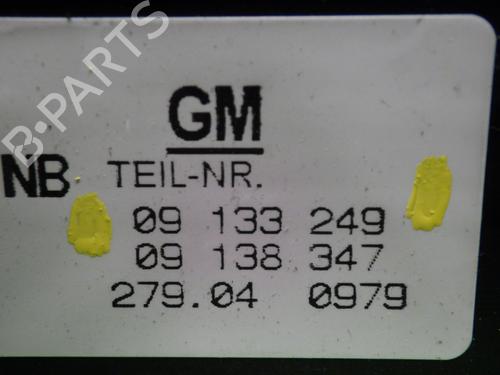 B-PARTS
GM
NB TEIL-NR.
09 133 249
09 138 347
279.04 0979